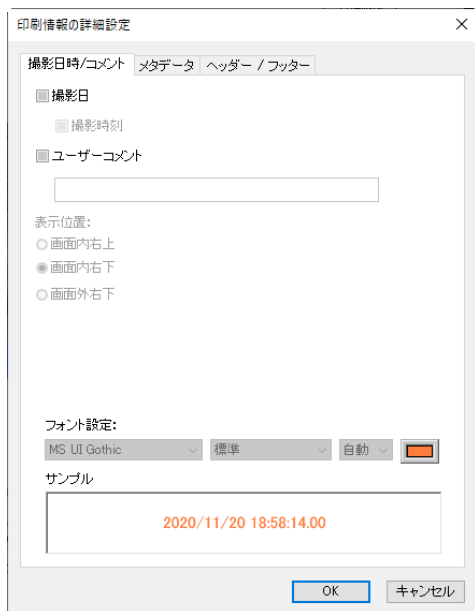 印刷情報の詳細設定
撮影日時/コメント メタデータ ヘッダー / フッター
撮影日
撮影時刻
ユーザーコメント
表示位置:
画面内右上
画面内右下
画面外右下
フォント設定:
MS UI Gothic 標準 自動
サンプル
2020/11/20 18:58:14.00
OK キャンセル